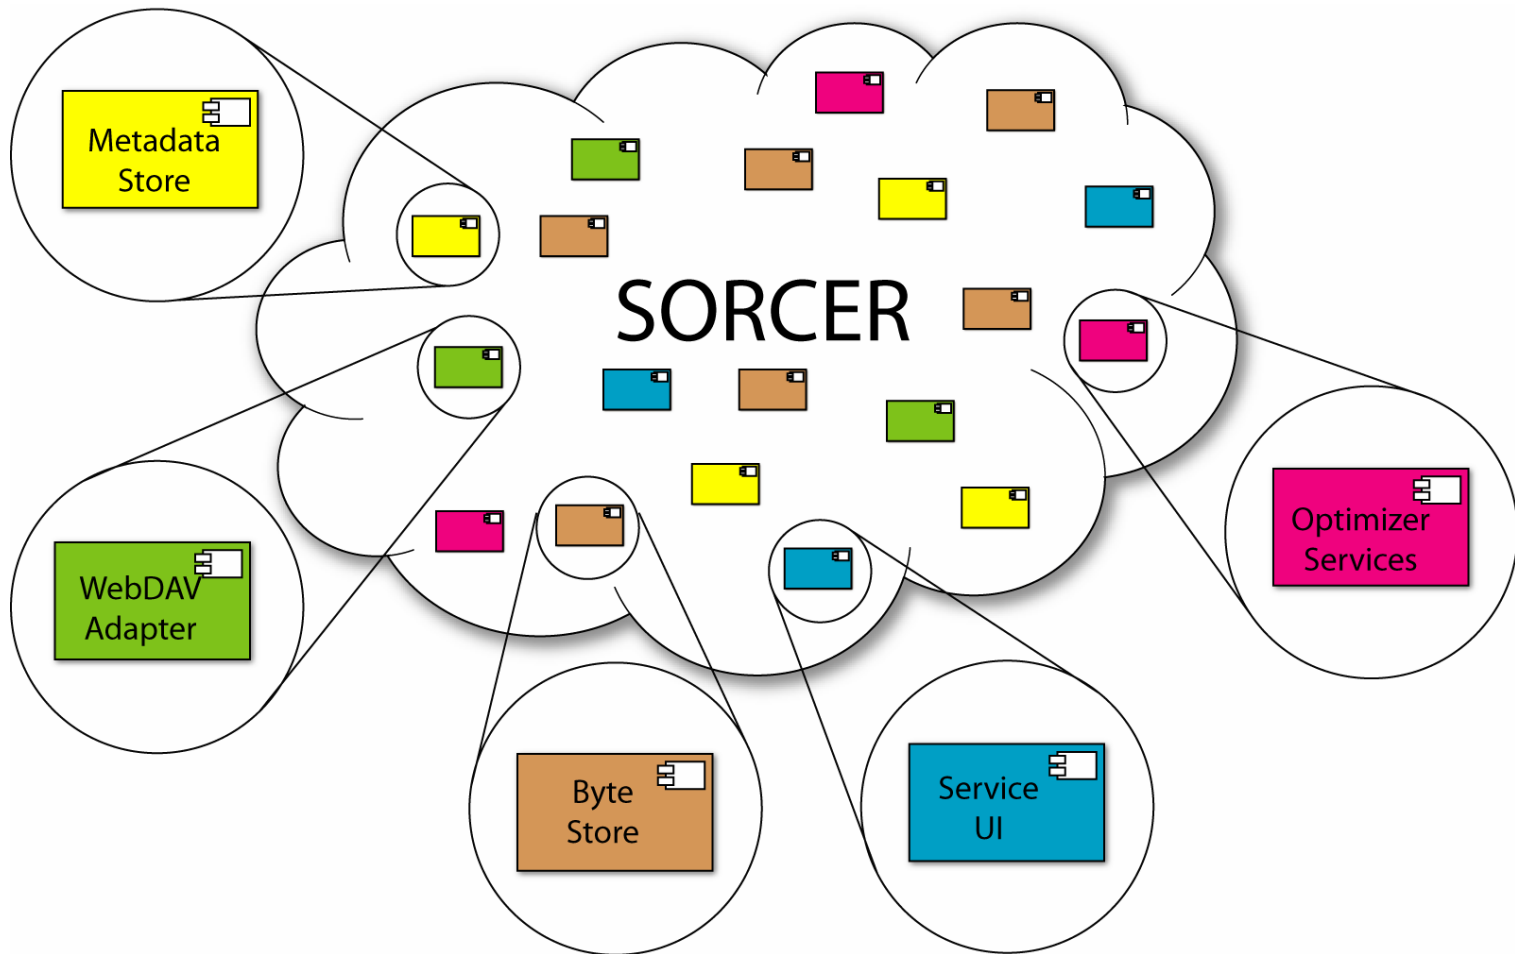 Metadata
Store
SORCER
WebDAV
Adapter
Optimizer
Services
Byte
Store
Service
UI